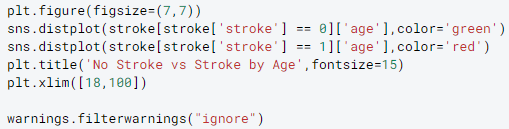 plt.figure(figsize=(7,7))
sns.distplot(stroke[stroke['stroke'] == 0]['age'],color='green')
sns.distplot(stroke[stroke['stroke'] == 1]['age'],color='red')
plt.title('No Stroke vs Stroke by Age',fontsize=15)
plt.xlim([18,100])
warnings.filterwarnings("ignore")